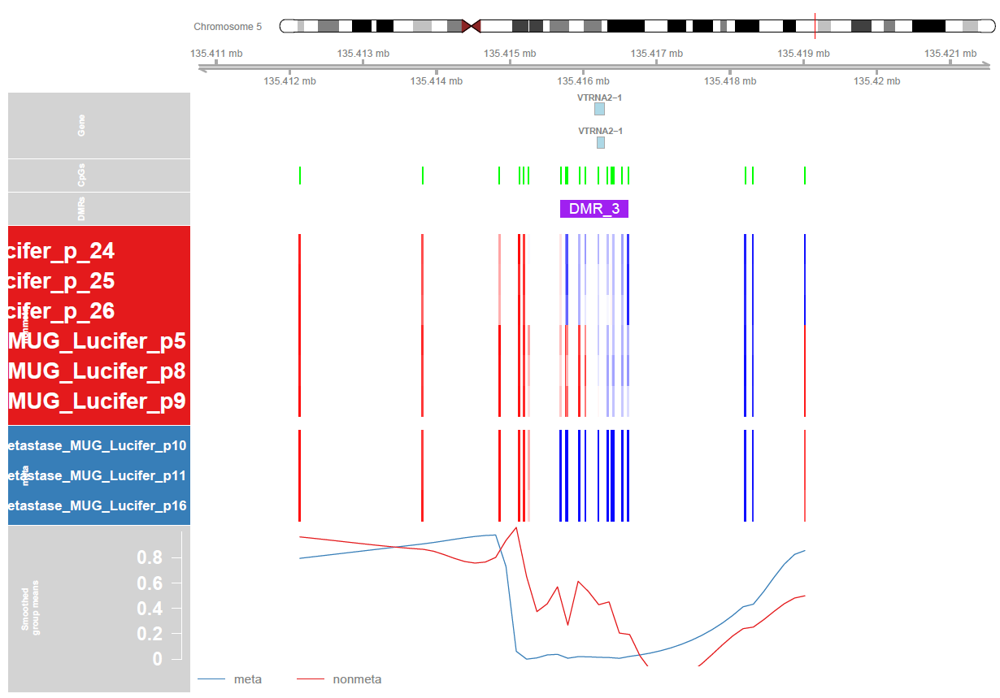 Chromosome 5
135.411 mb 135.413 mb 135.415 mb 135.417 mb 135.419 mb 135.421 mb
135.412 mb 135.414 mb 135.416 mb 135.418 mb 135.42 mb
VTRNA2−1
Gene
VTRNA2−1
CpGs
DMRs
DMR_3
cifer_p_24
cifer_p_25
cifer_p_26
nonmeta
MUG_Lucifer_p5
MUG_Lucifer_p8
MUG_Lucifer_p9
etastase_MUG_Lucifer_p10
etastase_MUG_Lucifer_p11
meta
etastase_MUG_Lucifer_p16
Smoothed
group means
0.8
0.6
0.4
0.2
0
meta nonmeta